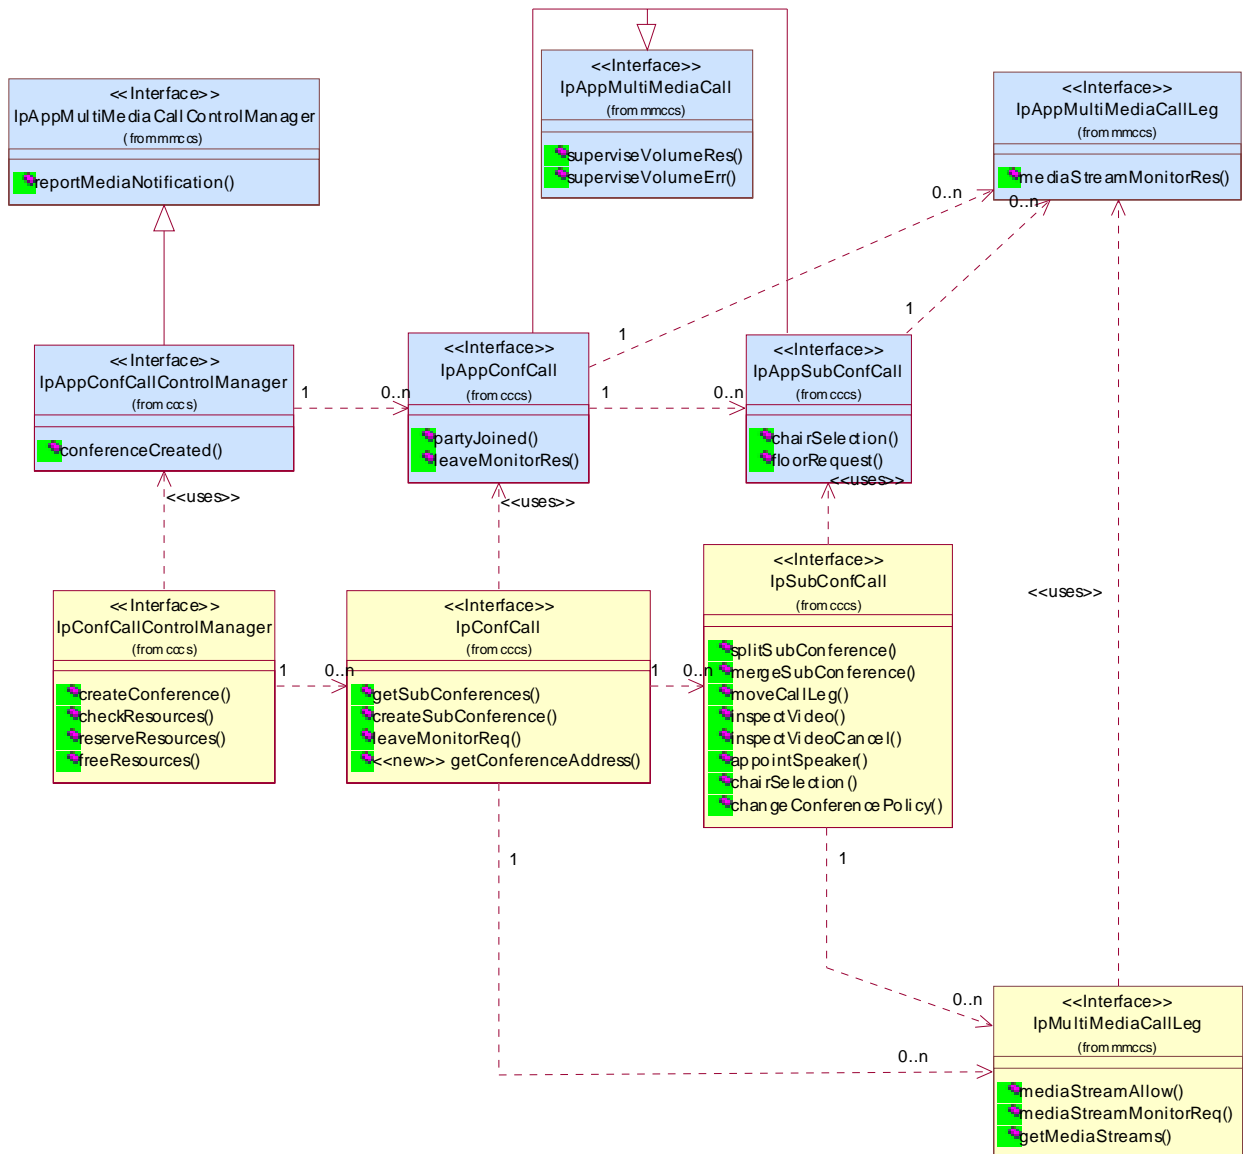 <<Interface>>
IpAppMultiMediaCallControlManager
(from mmccs)
reportMediaNotification()
<<Interface>>
IpAppMultiMediaCall
(from mmccs)
superviseVolumeRes()
superviseVolumeErr()
<<Interface>>
IpAppMultiMediaCallLeg
(from mmccs)
mediaStreamMonitorRes()
0..n
0..n
1
1
<<Interface>>
IpAppConfCallControlManager
(from cccs)
conferenceCreated()
1
0..n
<<Interface>>
IpAppConfCall
(from cccs)
partyJoined()
leaveMonitorRes()
1
0..n
<<Interface>>
IpAppSubConfCall
(from cccs)
chairSelection()
floorRequest()
<<uses>>
<<uses>>
<<uses>>
<<uses>>
<<Interface>>
IpConfCallControlManager
(from cccs)
createConference()
checkResources()
reserveResources()
freeResources()
1
0..n
<<Interface>>
IpConfCall
(from cccs)
getSubConferences()
createSubConference()
leaveMonitorReq()
<<new>> getConferenceAddress()
1
0..n
<<Interface>>
IpSubConfCall
(from cccs)
splitSubConference()
mergeSubConference()
moveCallLeg()
inspectVideo()
inspectVideoCancel()
appointSpeaker()
chairSelection()
changeConferencePolicy()
1
1
0..n
0..n
<<Interface>>
IpMultiMediaCallLeg
(from mmccs)
mediaStreamAllow()
mediaStreamMonitorReq()
getMediaStreams()